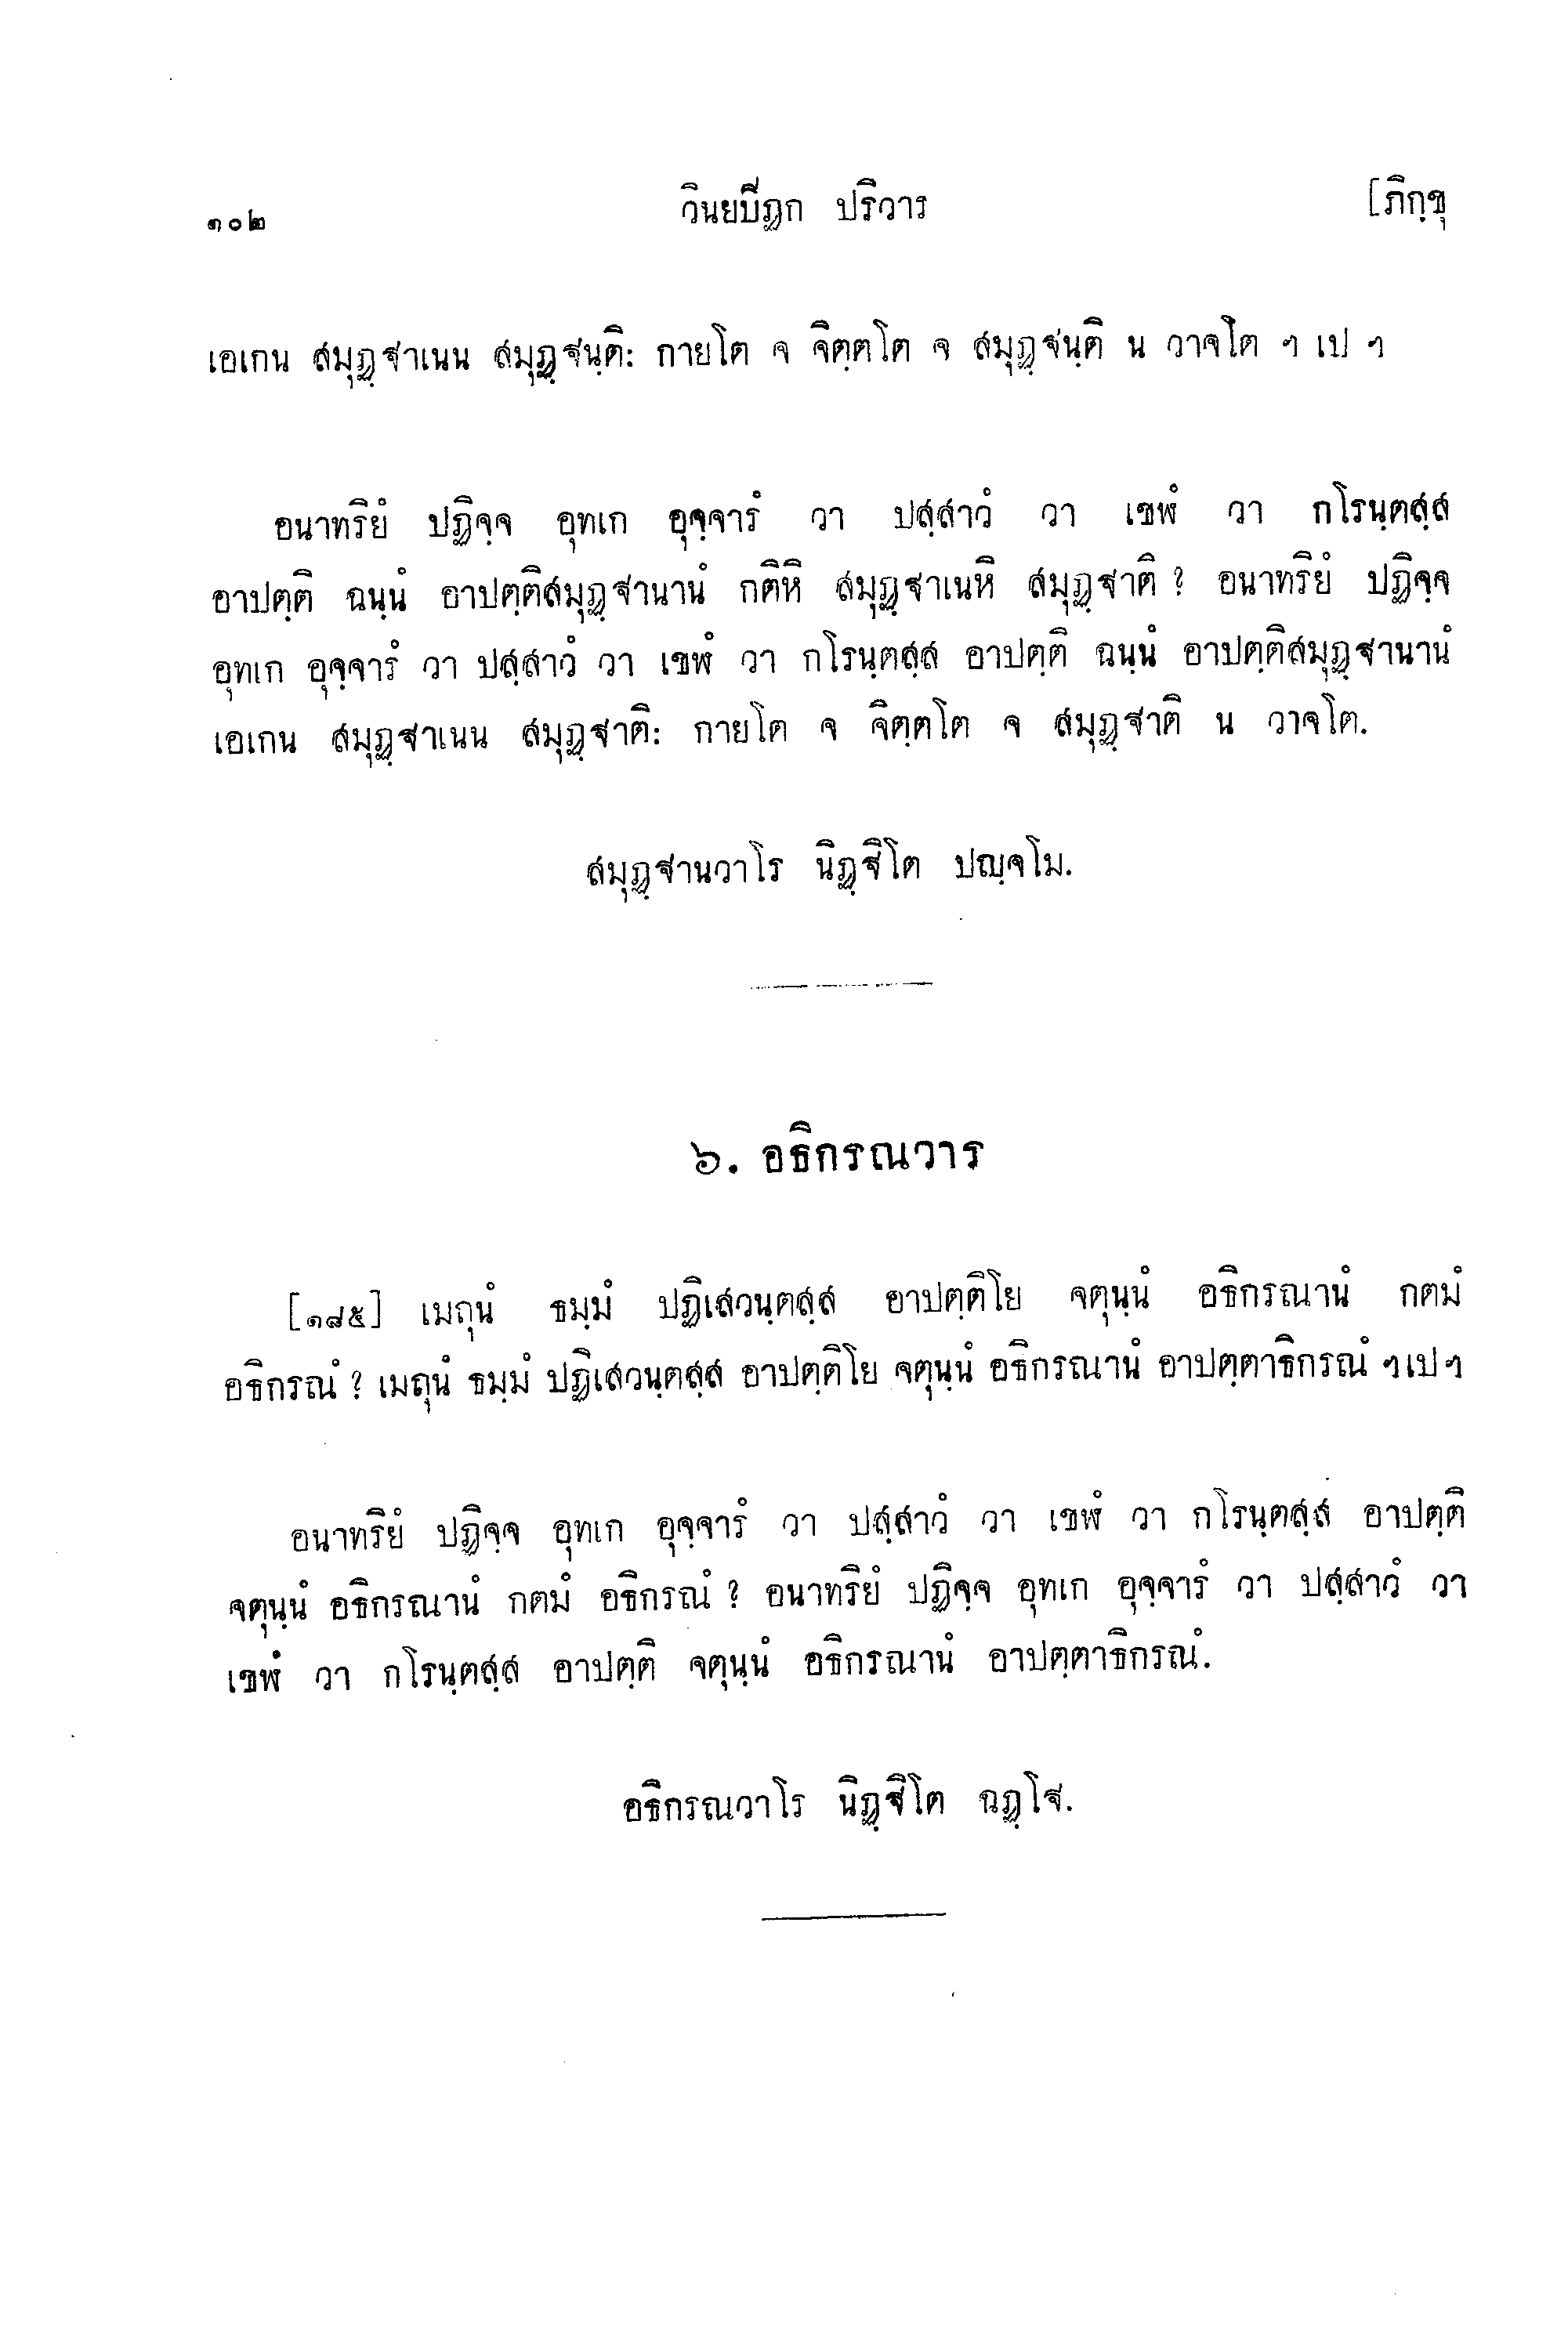 ๑๐๒ วินยปิฏก ปริวาร [ภิกฺขุ
เอเกน สมุฏฺฐาเนน สมุฏฺฐนฺติ: กายโต จ จิตฺตโต จ สมุฏฺฐนฺติ น วาจโต ฯ เป ฯ
อนาทริยํ ปฏิจฺจ อุทเก อุจฺจารํ วา ปสฺสาวํ วา เขฬํ วา กโรนฺตสฺส
อาปตฺติ ฉนฺนํ อาปตฺติสมุฏฺฐานานํ กติหิ สมุฏฺฐาเนหิ สมุฏฺฐาติ ? อนาทริยํ ปฏิจฺจ
อุทเก อุจฺจารํ วา ปสฺสาวํ วา เขฬํ วา กโรนฺตสฺส อาปตฺติ ฉนฺนํ อาปตฺติสมุฏฺฐานานํ
เอเกน สมุฏฺฐาเนน สมุฏฺฐาติ: กายโต จ จิตฺตโต จ สมุฏฺฐาติ น วาจโต.
สมุฏฺฐานวาโร นิฏฺฐิโต ปญฺจโม.
๖. อธิกรณวาร
[๑๘๕] เมถุนํ ธมฺมํ ปฏิเสวนฺตสฺส อาปตฺติโย จตุนฺนํ อธิกรณานํ กตมํ
อธิกรณํ ? เมถุนํ ธมฺมํ ปฏิเสวนฺตสฺส อาปตฺติโย จตุนฺนํ อธิกรณานํ อาปตฺตาธิกรณํ ฯ เป ฯ
อนาทริยํ ปฏิจฺจ อุทเก อุจฺจารํ วา ปสฺสาวํ วา เขฬํ วา กโรนฺตสฺส อาปตฺติ
จตุนฺนํ อธิกรณานํ กตมํ อธิกรณํ ? อนาทริยํ ปฏิจฺจ อุทเก อุจฺจารํ วา ปสฺสาวํ วา
เขฬํ วา กโรนฺตสฺส อาปตฺติ จตุนฺนํ อธิกรณานํ อาปตฺตาธิกรณํ.
อธิกรณวาโร นิฏฺฐิโต ฉฏฺโฐ.